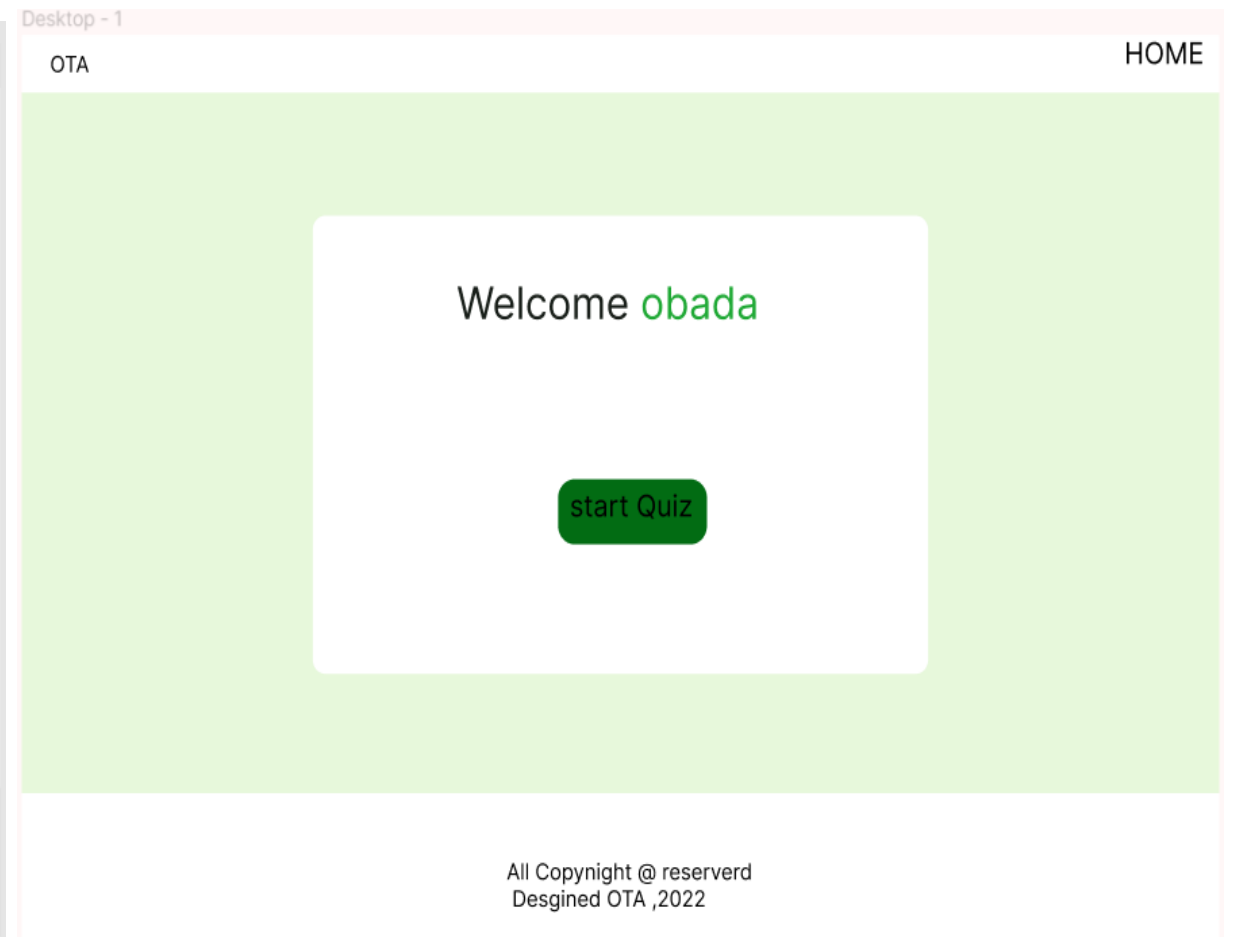 Desktop - 1
OTA
HOME
Welcome obada
start Quiz
All Copynight @ reserverd
Desgined OTA ,2022